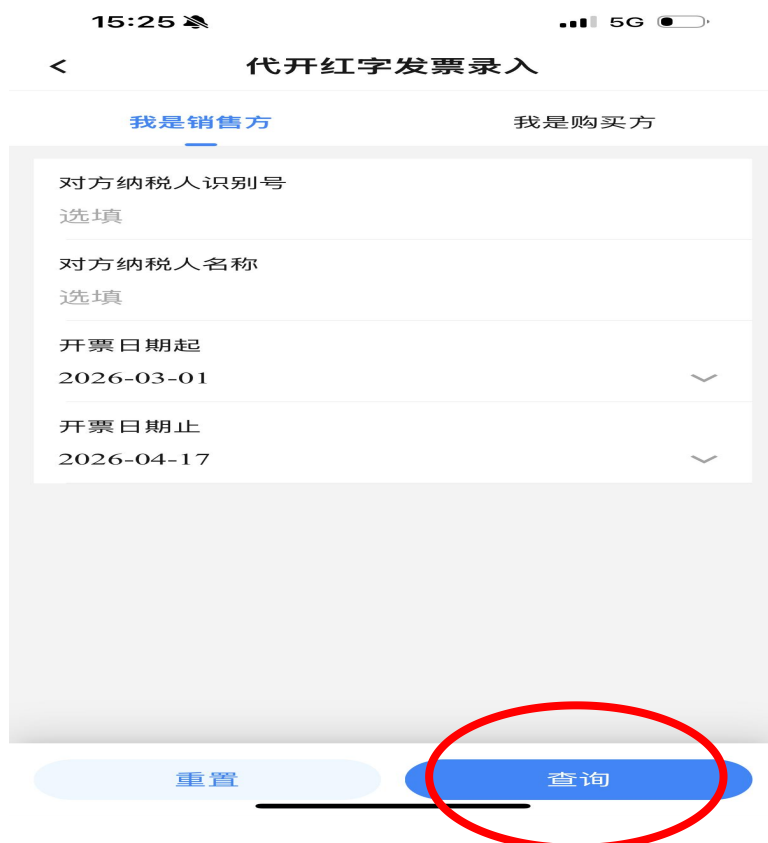 15:25
5G
代开红字发票录入
我是销售方
我是购买方
对方纳税人识别号
选填
对方纳税人名称
选填
开票日期起
2026-03-01
开票日期止
2026-04-17
重置
查询